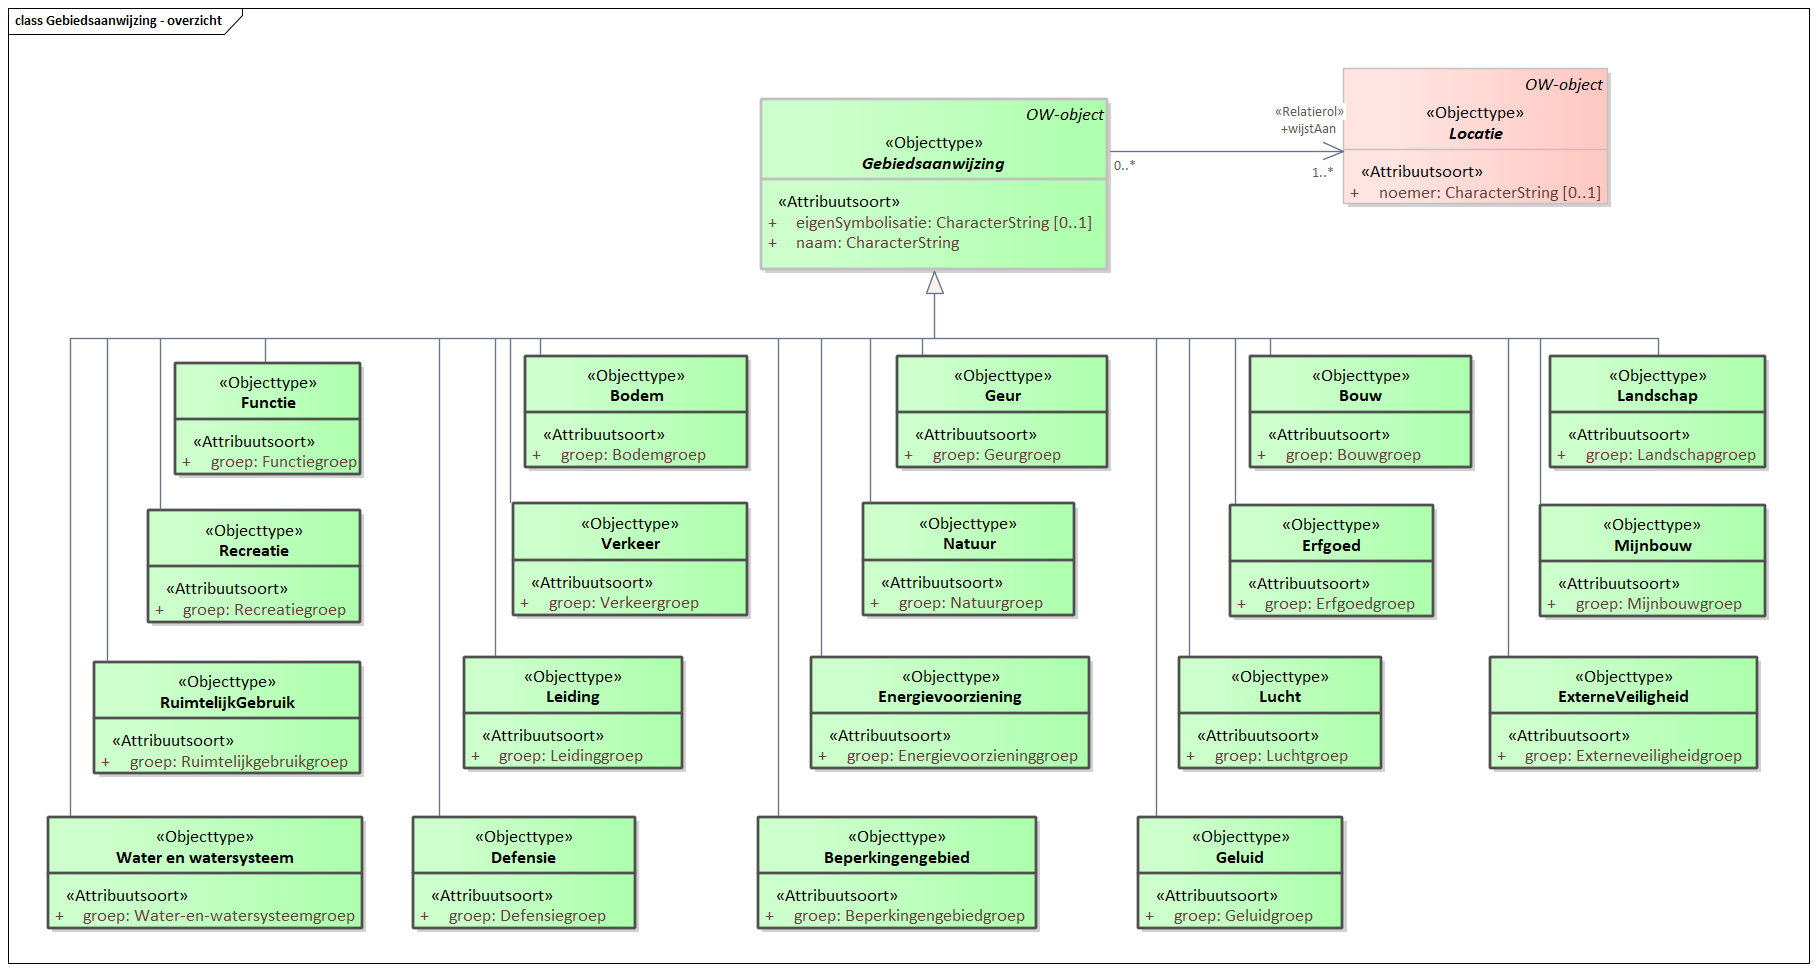 class Gebiedsaanwijzing - overzicht
OW-object
«Objecttype»
Gebiedsaanwijzing
«Attribuutsoort»
+ eigenSymbolisatie: CharacterString [0..1]
+ naam: CharacterString
0..*
«Relatierol»
+wijstAan
1..*
OW-object
«Objecttype»
Locatie
«Attribuutsoort»
+ noemer: CharacterString [0..1]
«Objecttype»
Functie
«Attribuutsoort»
+ groep: Functiegroep
«Objecttype»
Bodem
«Attribuutsoort»
+ groep: Bodemgroep
«Objecttype»
Geur
«Attribuutsoort»
+ groep: Geurgroep
«Objecttype»
Bouw
«Attribuutsoort»
+ groep: Bouwgroep
«Objecttype»
Landschap
«Attribuutsoort»
+ groep: Landschapgroep
«Objecttype»
Recreatie
«Attribuutsoort»
+ groep: Recreatiegroep
«Objecttype»
Verkeer
«Attribuutsoort»
+ groep: Verkeergroep
«Objecttype»
Natuur
«Attribuutsoort»
+ groep: Natuurgroep
«Objecttype»
Erfgoed
«Attribuutsoort»
+ groep: Erfgoedgroep
«Objecttype»
Mijnbouw
«Attribuutsoort»
+ groep: Mijnbouwgroep
«Objecttype»
RuimtelijkGebruik
«Attribuutsoort»
+ groep: Ruimtelijkgebruikgroep
«Objecttype»
Leiding
«Attribuutsoort»
+ groep: Leidinggroep
«Objecttype»
Energievoorziening
«Attribuutsoort»
+ groep: Energievoorzieninggroep
«Objecttype»
Lucht
«Attribuutsoort»
+ groep: Luchtgroep
«Objecttype»
ExterneVeiligheid
«Attribuutsoort»
+ groep: Externeveiligheidgroep
«Objecttype»
Water en watersysteem
«Attribuutsoort»
+ groep: Water-en-watersysteemgroep
«Objecttype»
Defensie
«Attribuutsoort»
+ groep: Defensiegroep
«Objecttype»
Beperkingengebied
«Attribuutsoort»
+ groep: Beperkingengebiedgroep
«Objecttype»
Geluid
«Attribuutsoort»
+ groep: Geluidgroep